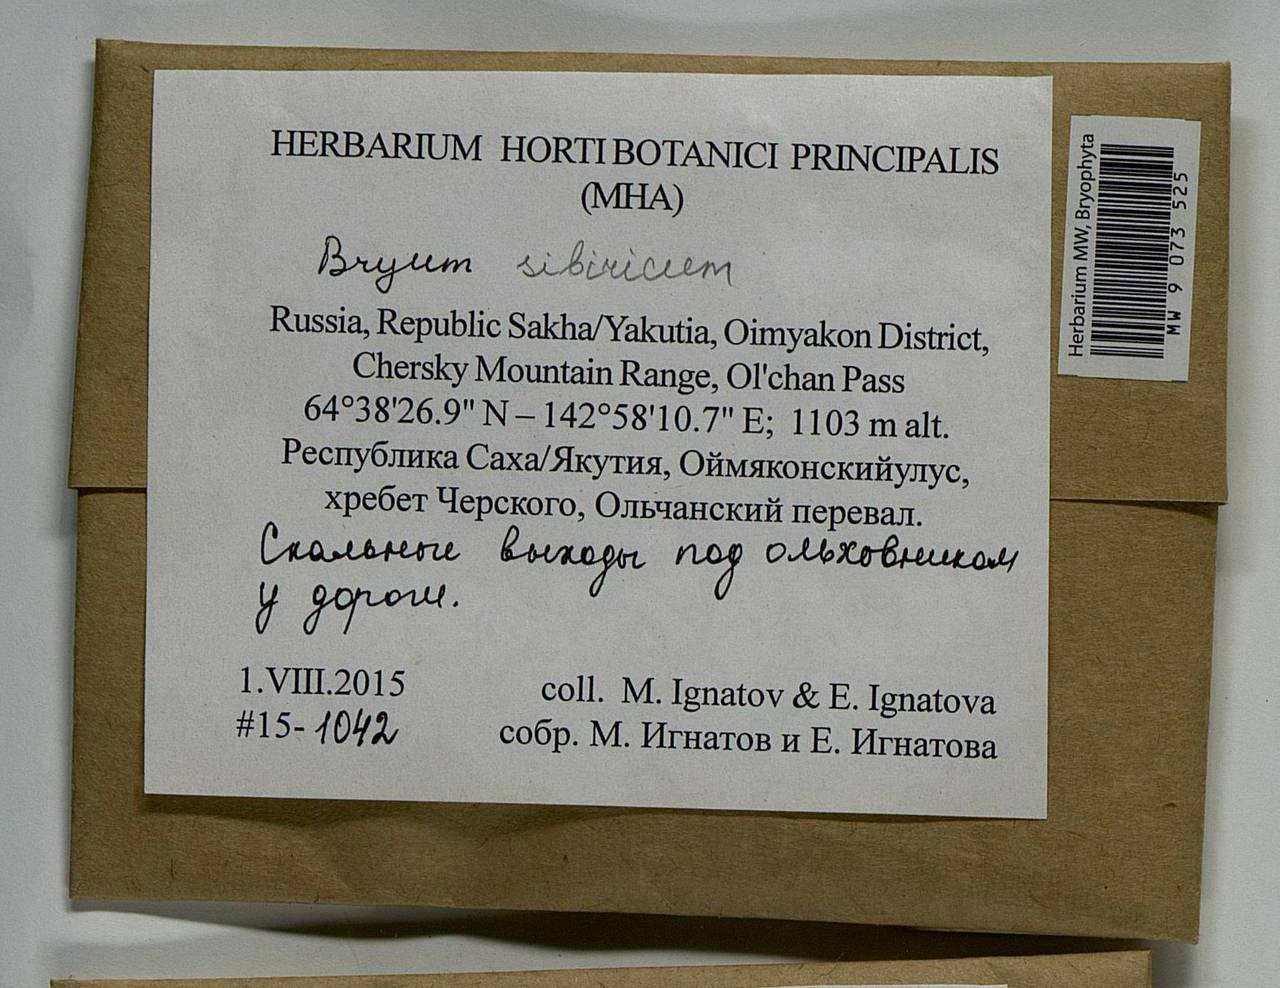 HERBARIUM HORTI BOTANICI PRINCIPALIS
(MHA)
Bryum sibiricum
Russia, Republic Sakha/Yakutia, Oimyakon District,
Chersky Mountain Range, Ol'chan Pass
64°38'26.9" N – 142°58'10.7" E; 1103 m alt.
Республика Саха/Якутия, Оймяконскийулус,
хребет Черского, Ольчанский перевал.
Скальные выходы под ольховником
у дороги.
1.VIII.2015
coll. M. Ignatov & E. Ignatova
#15-1042
собр. М. Игнатов и Е. Игнатова
Herbarium MW, Bryophyta
MW 9 073 525